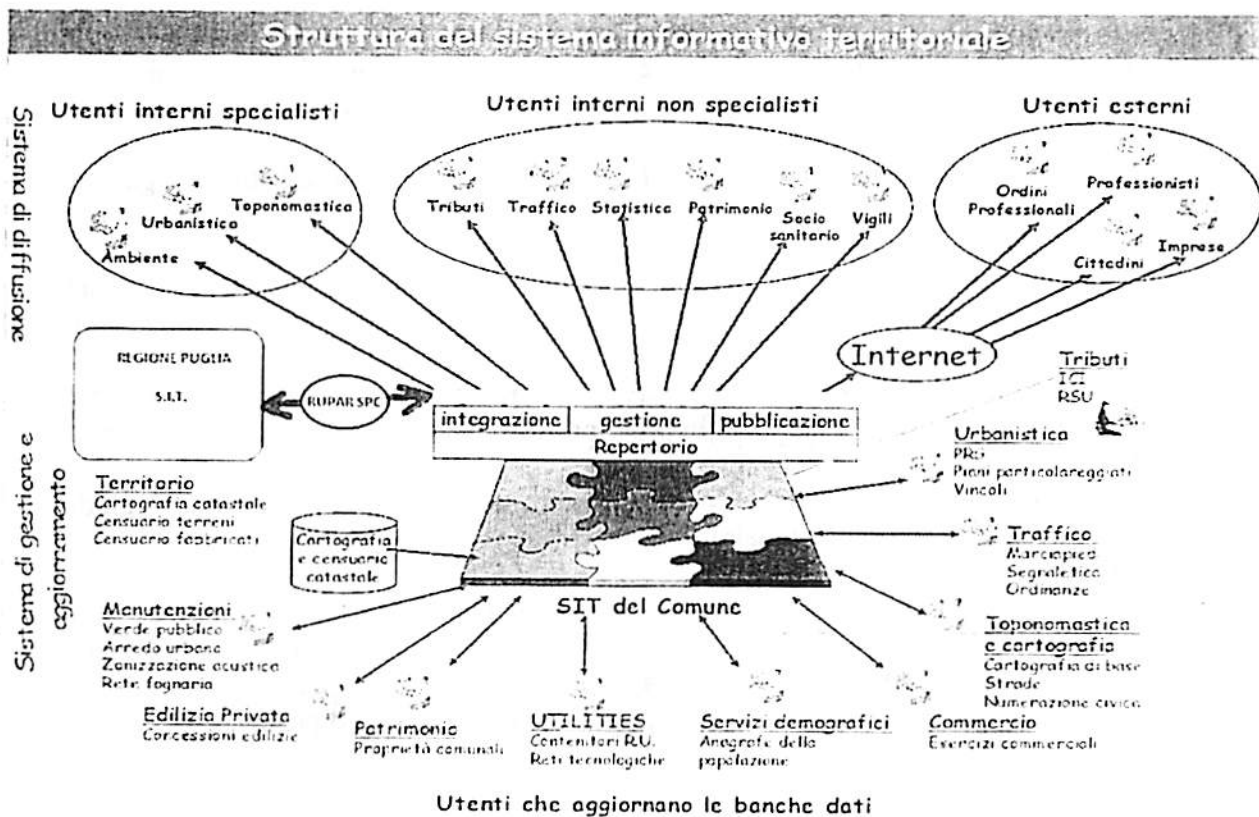 Struttura del sistema informativo territoriale
Sistema di diffusione
Utenti interni specialisti
Utenti interni non specialisti
Utenti esterni
Ambiente
Urbanistica
Toponomastica
Tributi
Traffico
Statistica
Patrimonio
Socio
sanitario
Vigili
Ordini
Professionali
Professionisti
Cittadini
Imprese
REGIONE PUGLIA
S.I.T.
RUPAR SPC
Internet
integrazione
gestione
pubblicazione
Repertorio
Sistema di gestione e
aggiornamento
Territorio
Cartografia catastale
Censuario terreni
Censuario fabbricati
Cartografia
e censuario
catastale
SIT del Comune
Tributi
ICI
RSU
Urbanistica
PRG
Piani particolareggiati
Vincoli
Traffico
Marciapied
Segnaletica
Ordinanze
Toponomastica
e cartografia
Cartografia di base
Strade
Numerazione civica
Manutenzioni
Verde pubblico
Arredo urbano
Zonizzazione acustica
Rete fognaria
Edilizia Privata
Concessioni edilizie
Patrimonio
Proprietà comunali
UTILITIES
Contenitori R.U.
Reti tecnologiche
Servizi demografici
Anagrafe della
popolazione
Commercio
Esercizi commerciali
Utenti che aggiornano le banche dati